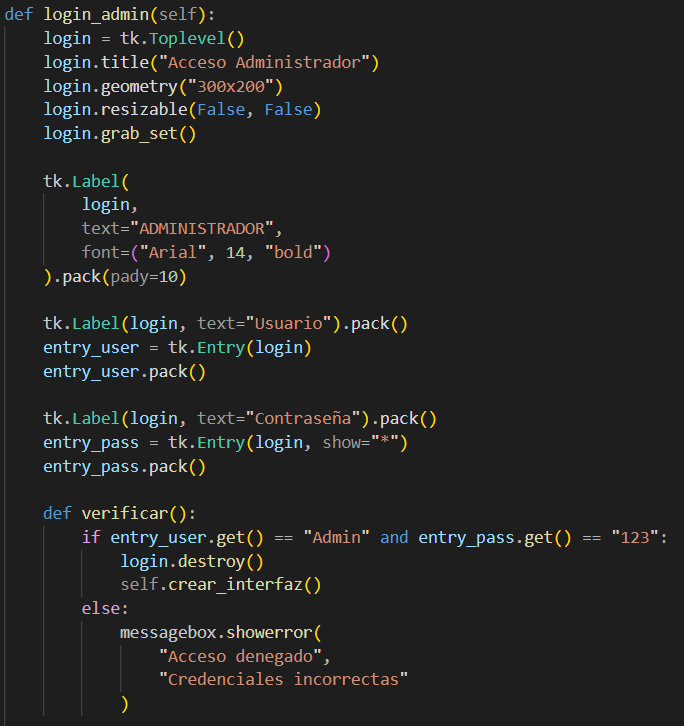 def login_admin(self):
    login = tk.Toplevel()
    login.title("Acceso Administrador")
    login.geometry("300x200")
    login.resizable(False, False)
    login.grab_set()

    tk.Label(
        login,
        text="ADMINISTRADOR",
        font=("Arial", 14, "bold")
    ).pack(pady=10)

    tk.Label(login, text="Usuario").pack()
    entry_user = tk.Entry(login)
    entry_user.pack()

    tk.Label(login, text="Contraseña").pack()
    entry_pass = tk.Entry(login, show="*")
    entry_pass.pack()

    def verificar():
        if entry_user.get() == "Admin" and entry_pass.get() == "123":
            login.destroy()
            self.crear_interfaz()
        else:
            messagebox.showerror(
                "Acceso denegado",
                "Credenciales incorrectas"
            )